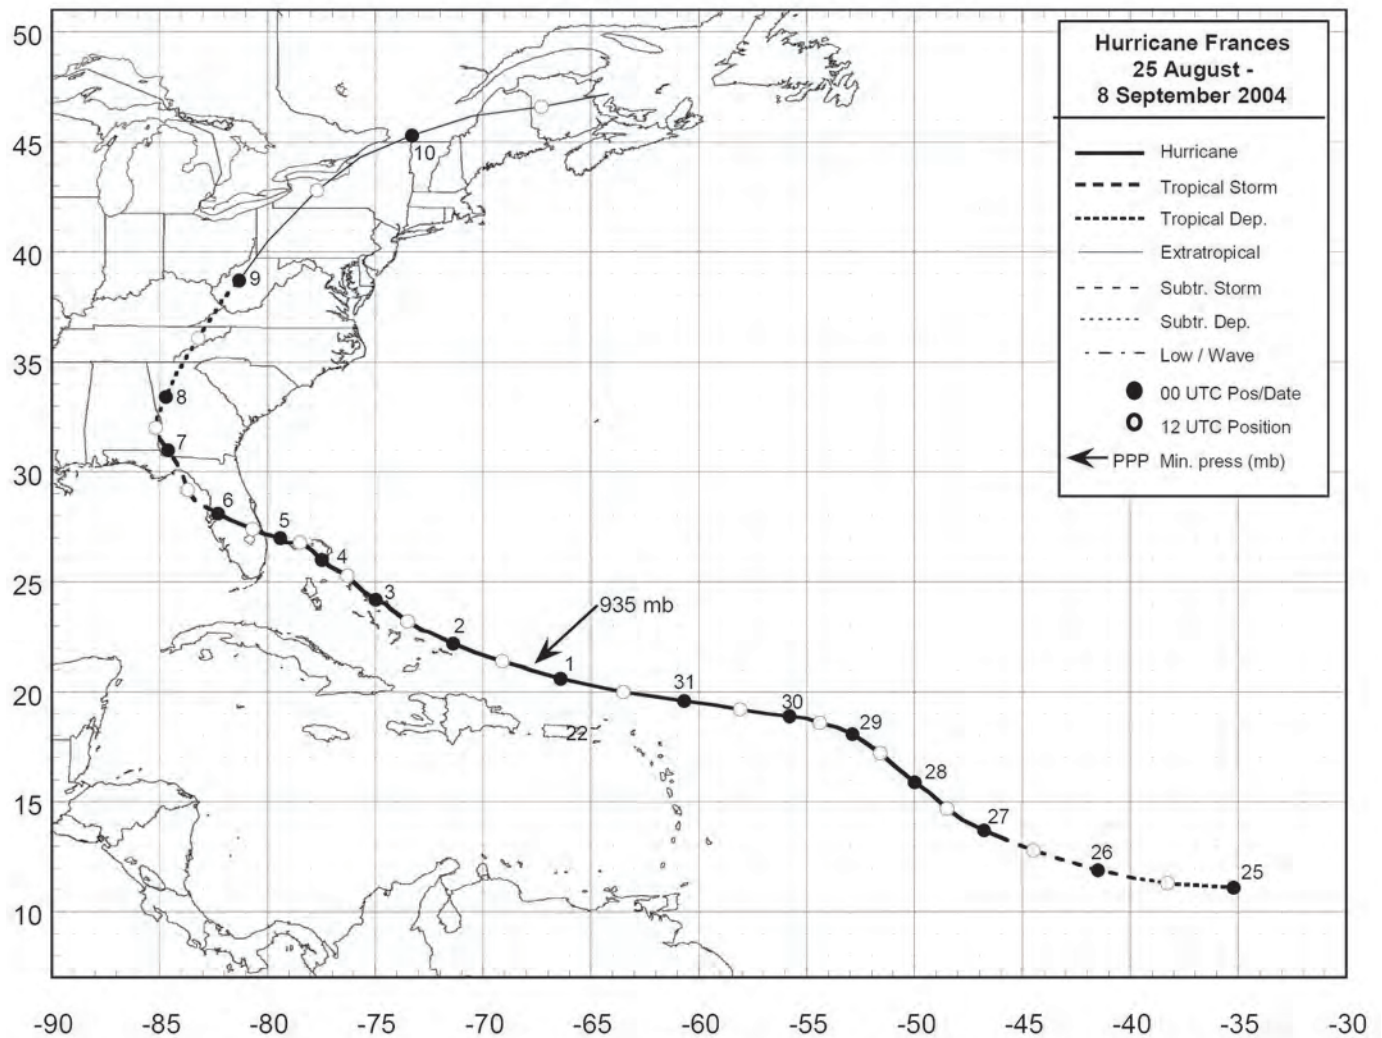 Hurricane Frances
25 August -
8 September 2004
Hurricane
Tropical Storm
Tropical Dep.
Extratropical
Subtr. Storm
Subtr. Dep.
Low / Wave
00 UTC Pos/Date
12 UTC Position
PPP Min. press (mb)
50
45
10
40
9
35
8
7
30
6
5
4
25
3
935 mb
2
1
31
20
30
29
22
28
15
27
26
25
10
-90 -85 -80 -75 -70 -65 -60 -55 -50 -45 -40 -35 -30